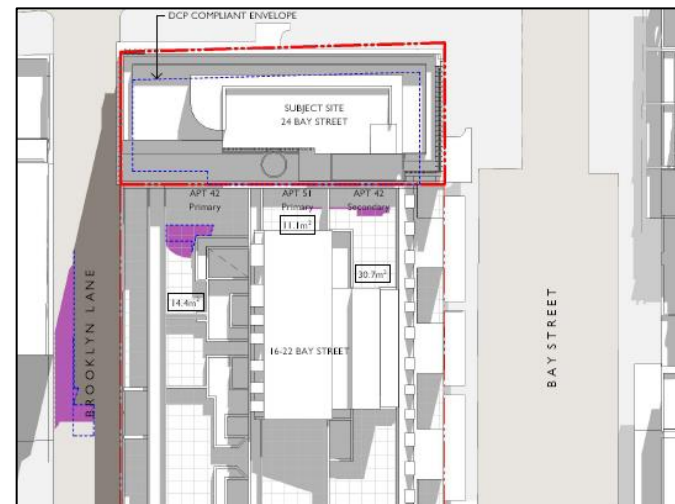 DCP COMPLIANT ENVELOPE
SUBJECT SITE
24 BAY STREET
APT 42
Primary
APT 51
Primary
APT 42
Secondary
11.1m²
30.7m²
14.4m²
16-22 BAY STREET
BROOKLYN LANE
BAY STREET